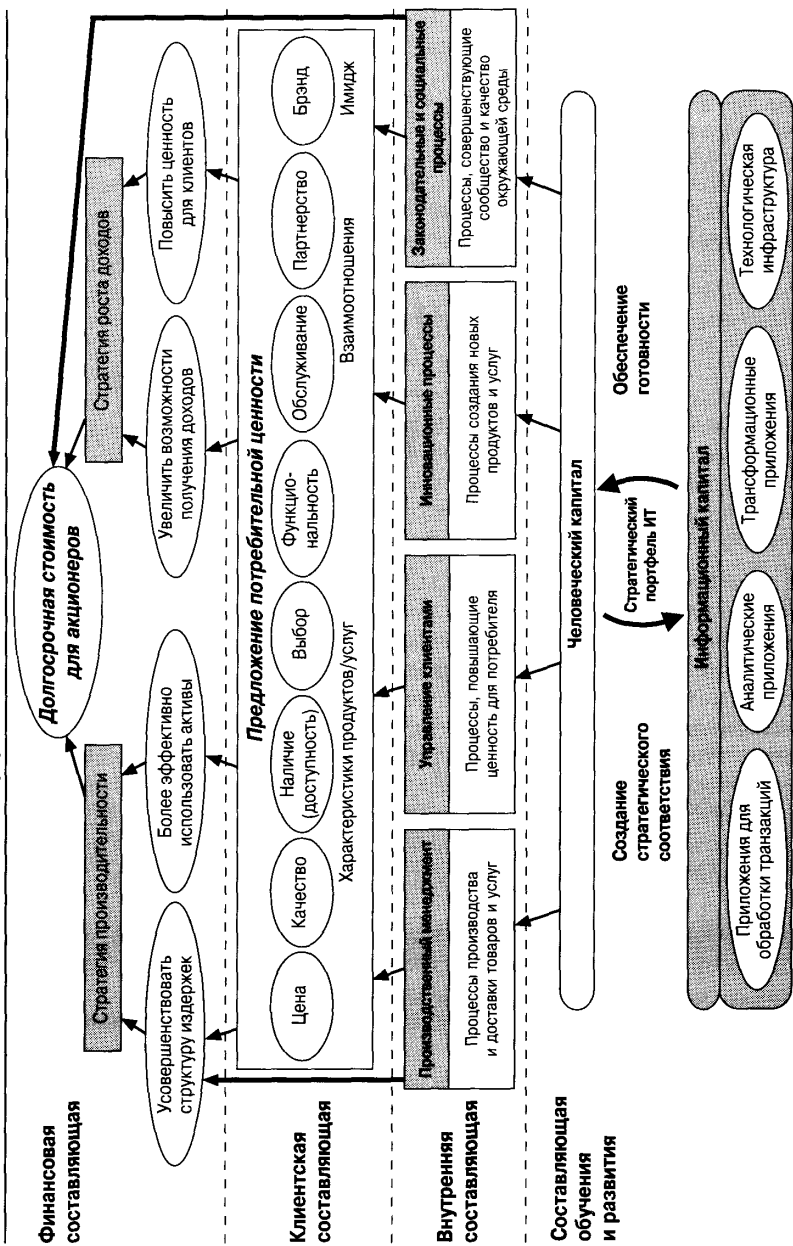 Финансовая
составляющая
Долгосрочная стоимость
для акционеров
Стратегия производительности
Стратегия роста доходов
Усовершенствовать
структуру издержек
Более эффективно
использовать активы
Увеличить возможности
получения доходов
Повысить ценность
для клиентов
Клиентская
составляющая
Предложение потребительной ценности
Цена
Качество
Наличие
(доступность)
Выбор
Функцио-
нальность
Обслуживание
Партнерство
Брэнд
Характеристики продуктов/услуг
Взаимоотношения
Имидж
Внутренняя
составляющая
Производственный менеджмент
Процессы производства
и доставки товаров и услуг
Управление клиентами
Процессы, повышающие
ценность для потребителя
Инновационные процессы
Процессы создания новых
продуктов и услуг
Законодательные и социальные
процессы
Процессы, совершенствующие
сообщество и качество
окружающей среды
Составляющая
обучения
и развития
Человеческий капитал
Создание
стратегического
соответствия
Стратегический
портфель ИТ
Обеспечение
готовности
Информационный капитал
Приложения для
обработки транзакций
Аналитические
приложения
Трансформационные
приложения
Технологическая
инфраструктура